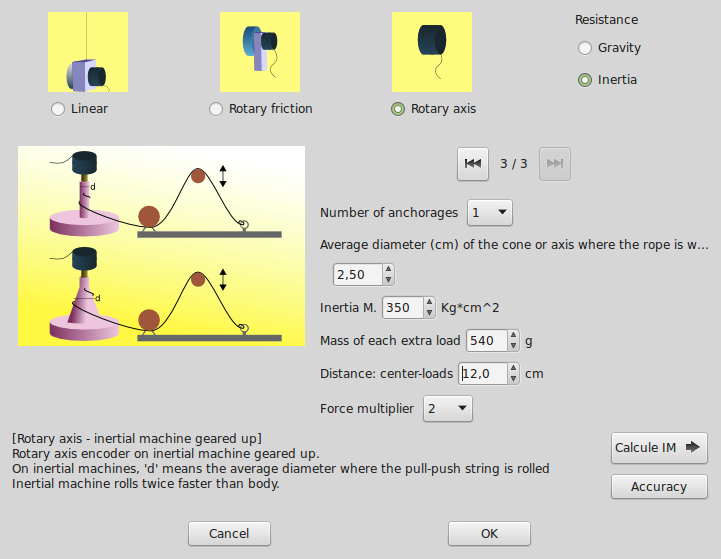 Resistance
Gravity
Inertia
Linear
Rotary friction
Rotary axis
3 / 3
d
d
Number of anchorages 1
Average diameter (cm) of the cone or axis where the rope is w...
2,50
Inertia M. 350 Kg*cm^2
Mass of each extra load 540 g
Distance: center-loads 12,0 cm
Force multiplier 2
[Rotary axis - inertial machine geared up]
Rotary axis encoder on inertial machine geared up.
On inertial machines, 'd' means the average diameter where the pull-push string is rolled
Inertial machine rolls twice faster than body.
Calcule IM
Accuracy
Cancel
OK